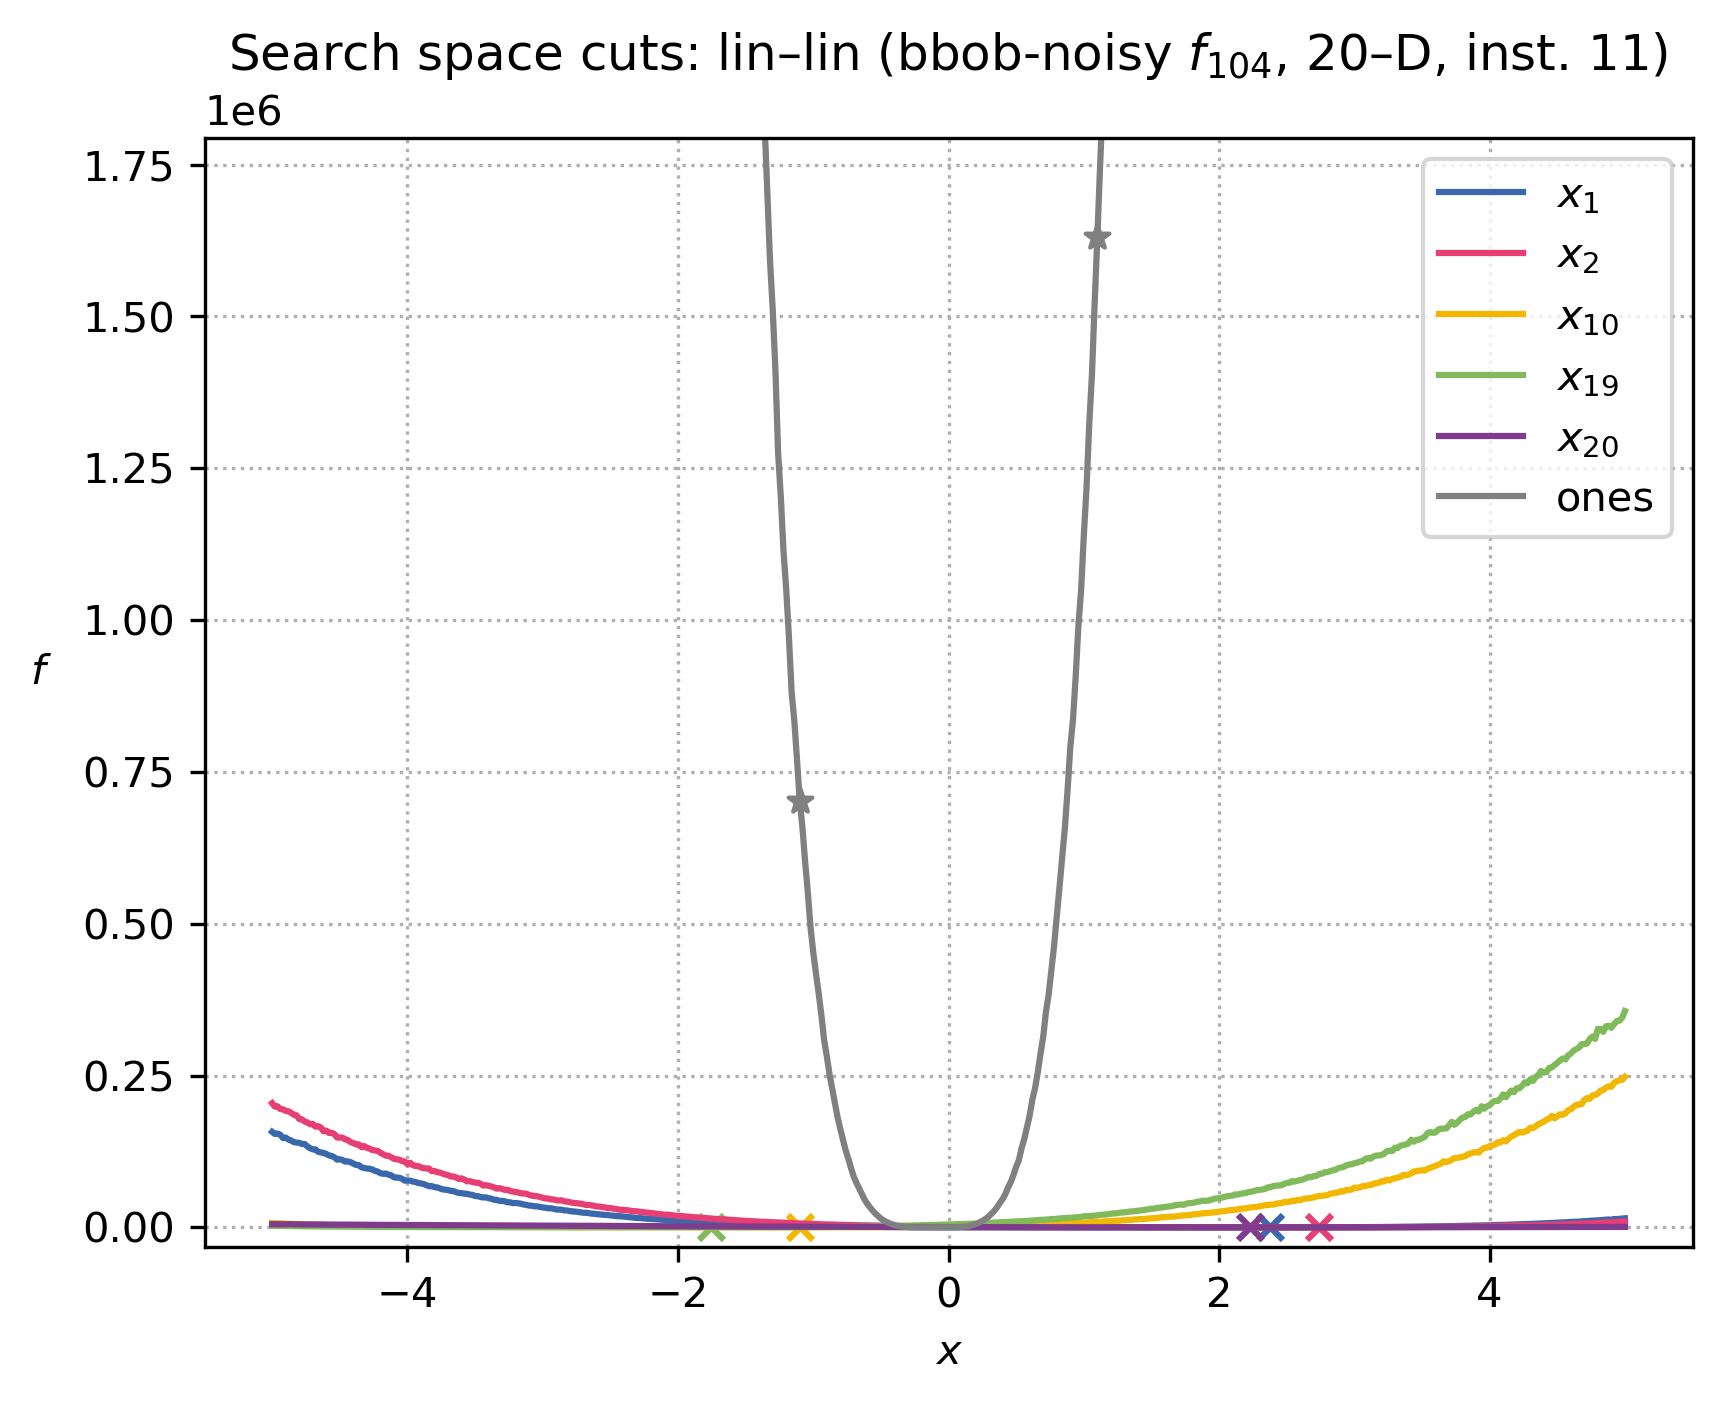 Search space cuts: lin–lin (bbob-noisy f₁₀₄, 20–D, inst. 11)
1e6
1.75
1.50
1.25
1.00
0.75
0.50
0.25
0.00
f
−4
−2
0
2
4
x
x₁
x₂
x₁₀
x₁₉
x₂₀
ones